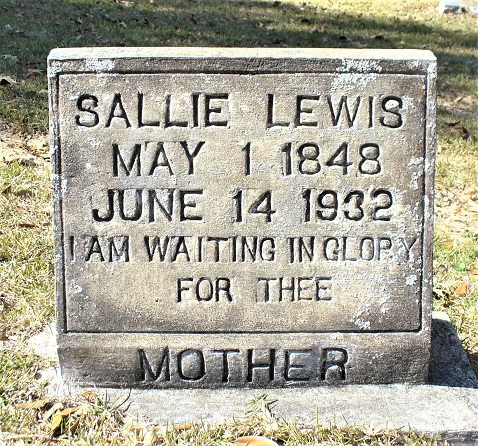 SALLIE LEWIS
MAY 1 1848
JUNE 14 1932
I AM WAITING IN GLORY
FOR THEE
MOTHER